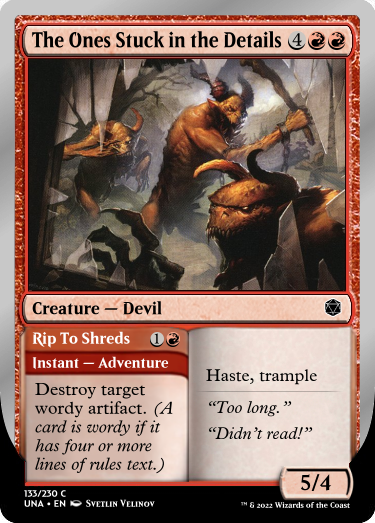 The Ones Stuck in the Details 4
Creature — Devil
Rip To Shreds 1
Instant — Adventure
Destroy target
wordy artifact. (A
card is wordy if it
has four or more
lines of rules text.)
Haste, trample
“Too long.”
“Didn’t read!”
5/4
133/230 C
UNA • EN Svetlin Velinov
™ & © 2022 Wizards of the Coast